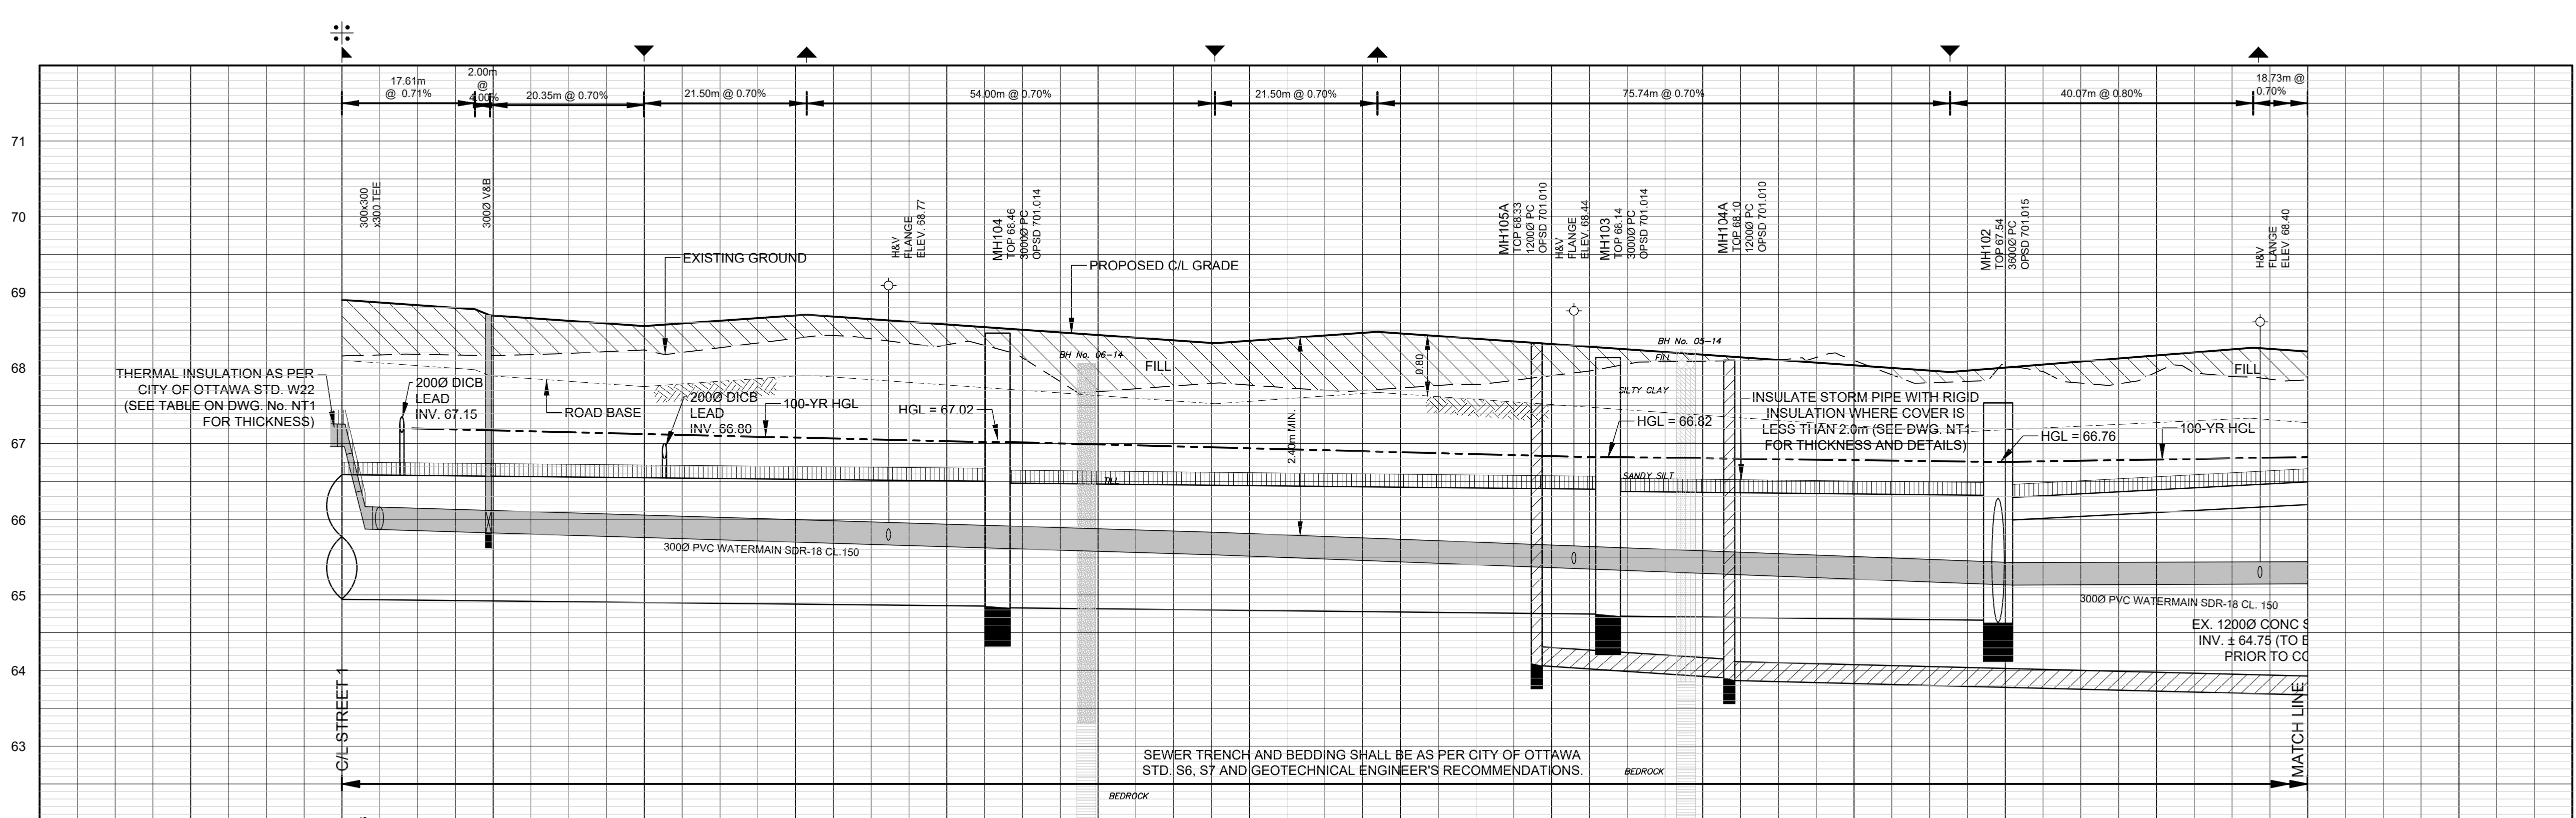 17.61m
@ 0.71%
2.00m
@
4.00%
20.35m @ 0.70%
21.50m @ 0.70%
54.00m @ 0.70%
21.50m @ 0.70%
75.74m @ 0.70%
40.07m @ 0.80%
18.73m @
0.70%
71
70
69
68
67
66
65
64
63
300x300
x300 TEE
300Ø V&B
H&V
FLANGE
ELEV. 68.77
MH104
TOP 68.46
3000Ø PC
OPSD 701.014
MH105A
TOP 68.33
1200Ø PC
OPSD 701.010
H&V
FLANGE
ELEV. 68.44
MH103
TOP 68.14
3000Ø PC
OPSD 701.014
MH104A
TOP 68.10
1200Ø PC
OPSD 701.010
MH102
TOP 67.54
3600Ø PC
OPSD 701.015
H&V
FLANGE
ELEV. 68.40
EXISTING GROUND
PROPOSED C/L GRADE
BH No. 06-14
FILL
0.80
BH No. 05-14
FILL
FILL
THERMAL INSULATION AS PER
CITY OF OTTAWA STD. W22
(SEE TABLE ON DWG. No. NT1
FOR THICKNESS)
200Ø DICB
LEAD
INV. 67.15
ROAD BASE
200Ø DICB
LEAD
INV. 66.80
100-YR HGL
HGL = 67.02
2.40m MIN.
SILTY CLAY
HGL = 66.82
INSULATE STORM PIPE WITH RIGID
INSULATION WHERE COVER IS
LESS THAN 2.0m (SEE DWG. NT1
FOR THICKNESS AND DETAILS)
HGL = 66.76
100-YR HGL
TILL
SANDY SILT
300Ø PVC WATERMAIN SDR-18 CL.150
300Ø PVC WATERMAIN SDR-18 CL. 150
EX. 1200Ø CONC S
INV. ± 64.75 (TO B
PRIOR TO CO
C/L STREET 1
MATCH LINE
SEWER TRENCH AND BEDDING SHALL BE AS PER CITY OF OTTAWA
STD. S6, S7 AND GEOTECHNICAL ENGINEER'S RECOMMENDATIONS.
BEDROCK
BEDROCK